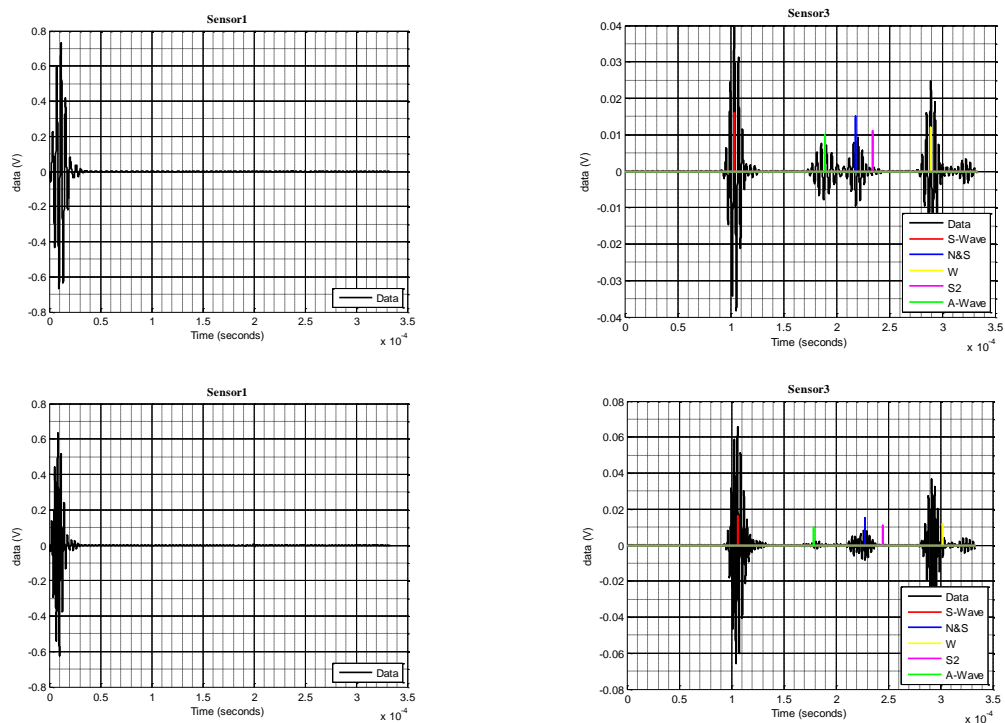 Sensor1
0.8
0.6
0.4
0.2
0
-0.2
-0.4
-0.6
-0.8
data (V)
0 0.5 1 1.5 2 2.5 3 3.5
Time (seconds)
x 10⁻⁴
Data
Sensor3
0.04
0.03
0.02
0.01
0
-0.01
-0.02
-0.03
-0.04
data (V)
0 0.5 1 1.5 2 2.5 3 3.5
Time (seconds)
x 10⁻⁴
Data
S-Wave
N&S
W
S2
A-Wave
Sensor1
0.8
0.6
0.4
0.2
0
-0.2
-0.4
-0.6
-0.8
data (V)
0 0.5 1 1.5 2 2.5 3 3.5
Time (seconds)
x 10⁻⁴
Data
Sensor3
0.08
0.06
0.04
0.02
0
-0.02
-0.04
-0.06
-0.08
data (V)
0 0.5 1 1.5 2 2.5 3 3.5
Time (seconds)
x 10⁻⁴
Data
S-Wave
N&S
W
S2
A-Wave